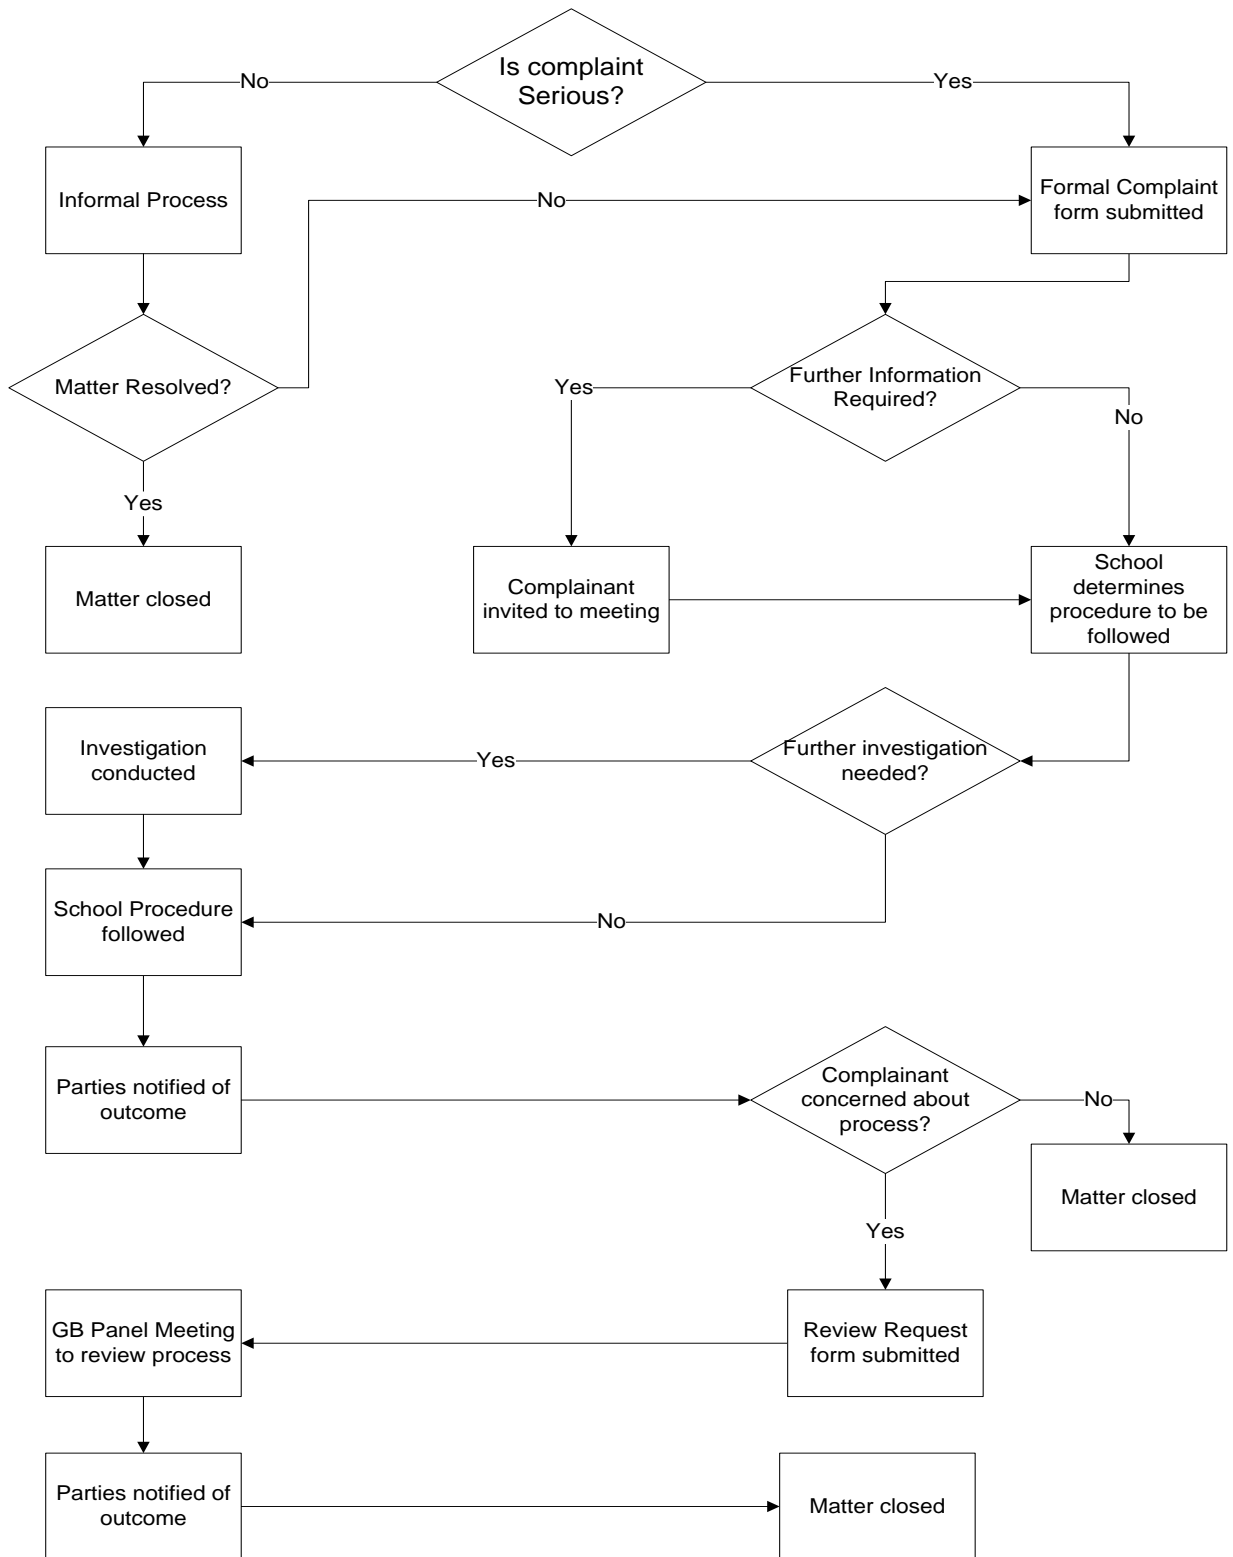 Is complaint
Serious?
No
Yes
Informal Process
Formal Complaint
form submitted
No
Matter Resolved?
Further Information
Required?
Yes
No
Yes
Matter closed
Complainant
invited to meeting
School
determines
procedure to be
followed
Investigation
conducted
Yes
Further investigation
needed?
School Procedure
followed
No
Parties notified of
outcome
Complainant
concerned about
process?
No
Matter closed
Yes
GB Panel Meeting
to review process
Review Request
form submitted
Parties notified of
outcome
Matter closed